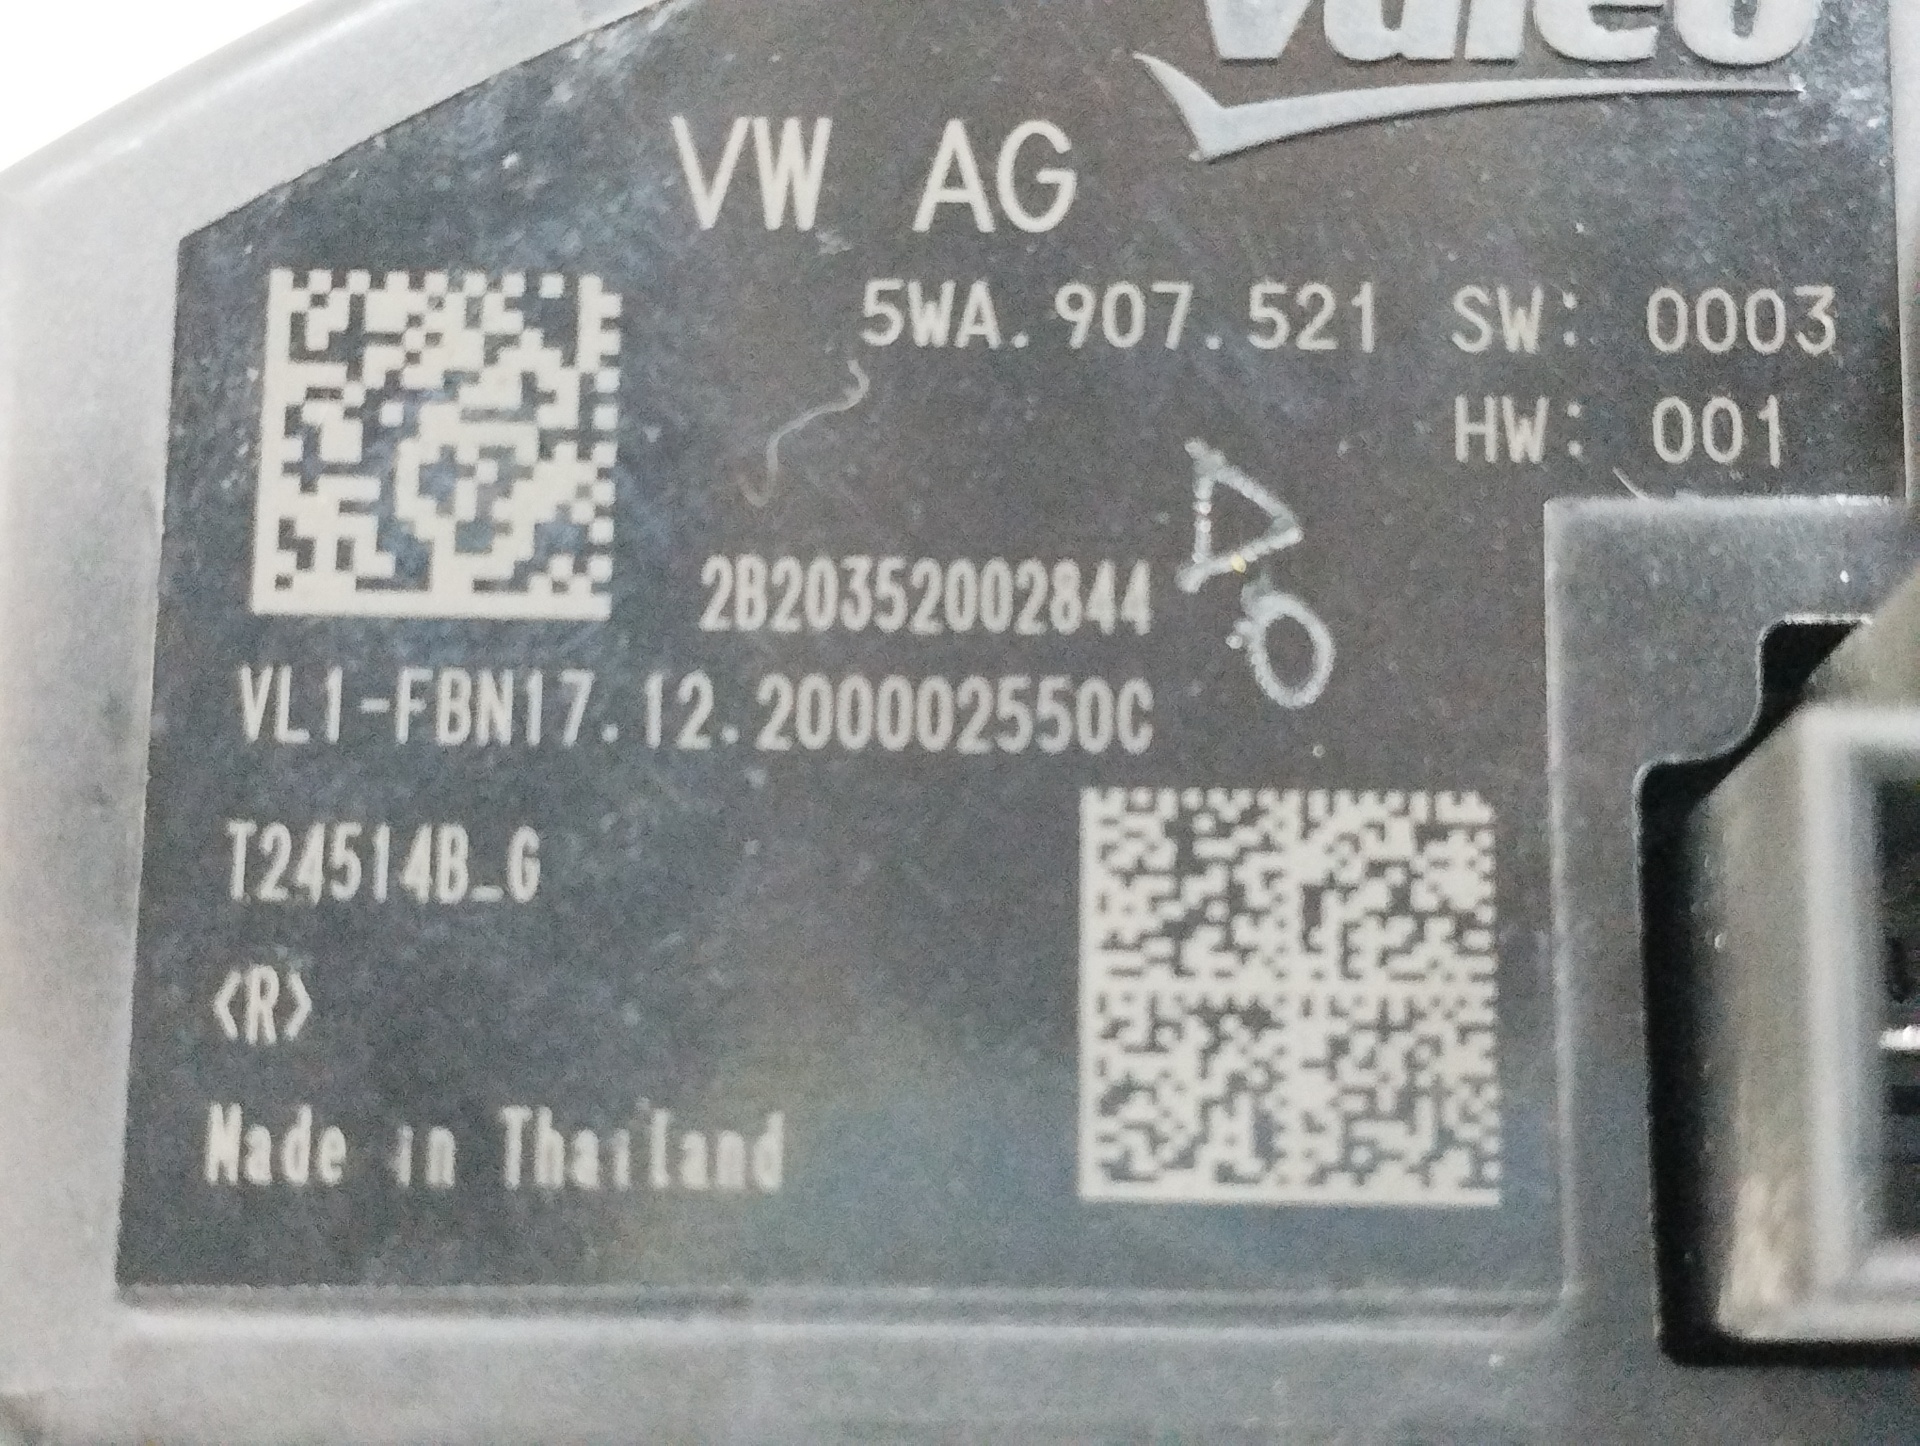 Valeo
VW AG
5WA.907.521 SW: 0003
HW: 001
2B20352002844
VL1-FBN17.12.200002550C
T24514B_G
<R>
Made in Thailand